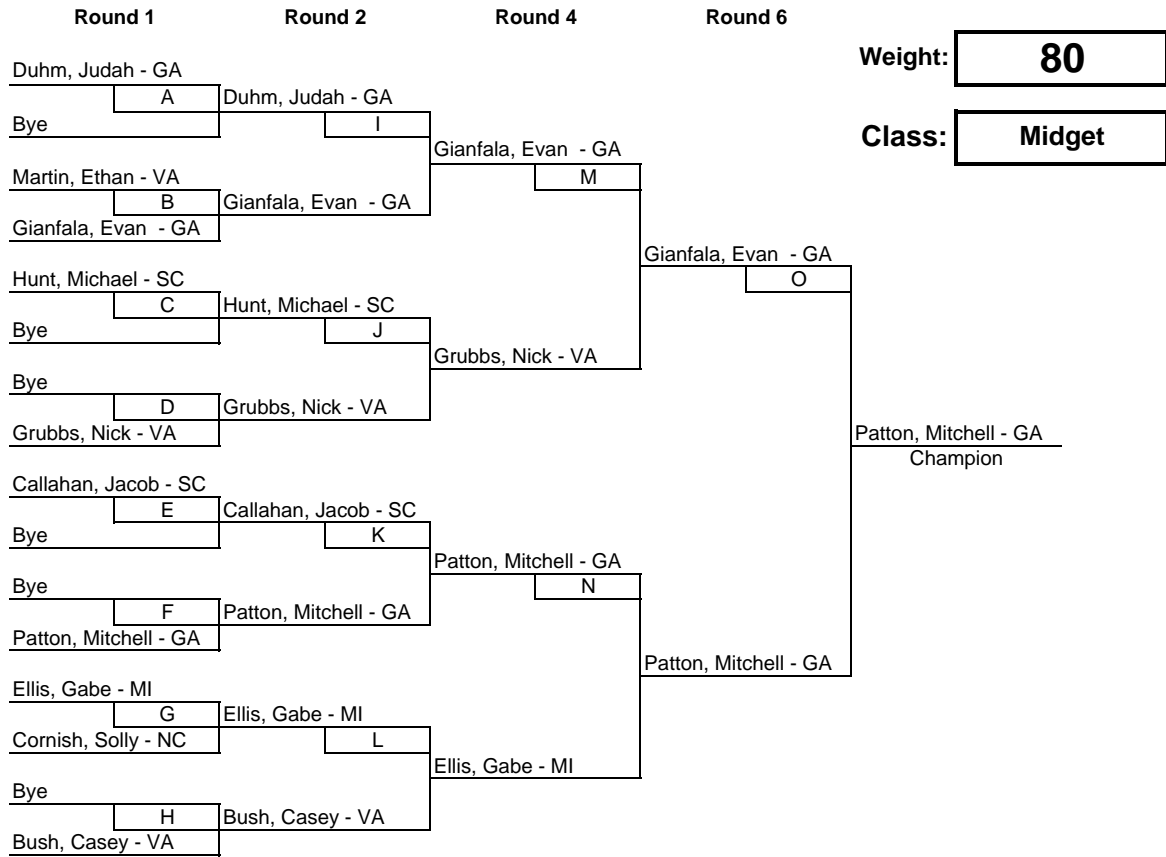 Round 1 Round 2 Round 4 Round 6
Weight: 80
Duhm, Judah - GA
A Duhm, Judah - GA
Bye I
Class: Midget
Gianfala, Evan - GA
Martin, Ethan - VA M
B Gianfala, Evan - GA
Gianfala, Evan - GA
Gianfala, Evan - GA
Hunt, Michael - SC O
C Hunt, Michael - SC
Bye J
Grubbs, Nick - VA
Bye
D Grubbs, Nick - VA
Grubbs, Nick - VA Patton, Mitchell - GA
Champion
Callahan, Jacob - SC
E Callahan, Jacob - SC
Bye K
Patton, Mitchell - GA
Bye N
F Patton, Mitchell - GA
Patton, Mitchell - GA
Patton, Mitchell - GA
Ellis, Gabe - MI
G Ellis, Gabe - MI
Cornish, Solly - NC L
Ellis, Gabe - MI
Bye
H Bush, Casey - VA
Bush, Casey - VA